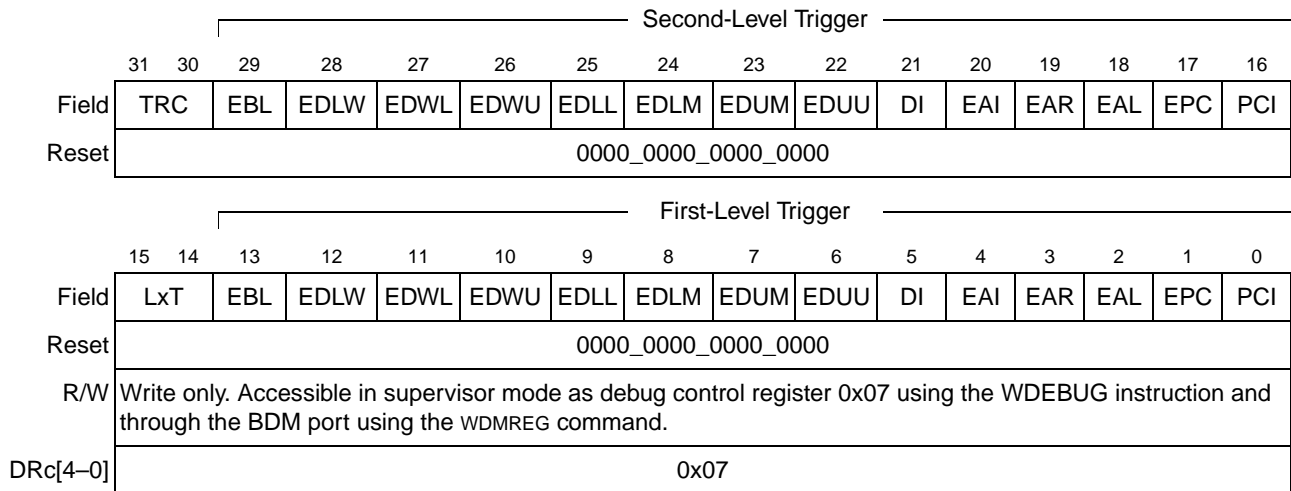 Second-Level Trigger
31 30 29 28 27 26 25 24 23 22 21 20 19 18 17 16
Field TRC EBL EDLW EDWL EDWU EDLL EDLM EDUM EDUU DI EAI EAR EAL EPC PCI
Reset 0000_0000_0000_0000
First-Level Trigger
15 14 13 12 11 10 9 8 7 6 5 4 3 2 1 0
Field LxT EBL EDLW EDWL EDWU EDLL EDLM EDUM EDUU DI EAI EAR EAL EPC PCI
Reset 0000_0000_0000_0000
R/W Write only. Accessible in supervisor mode as debug control register 0x07 using the WDEBUG instruction and
through the BDM port using the WDMREG command.
DRc[4–0] 0x07